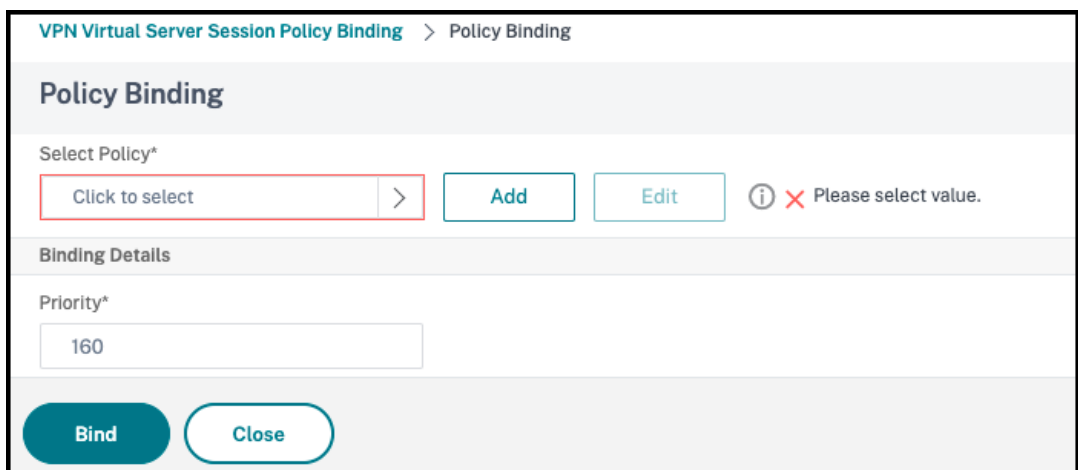 VPN Virtual Server Session Policy Binding > Policy Binding
Policy Binding
Select Policy*
Click to select > Add Edit Please select value.
Binding Details
Priority*
160
Bind Close